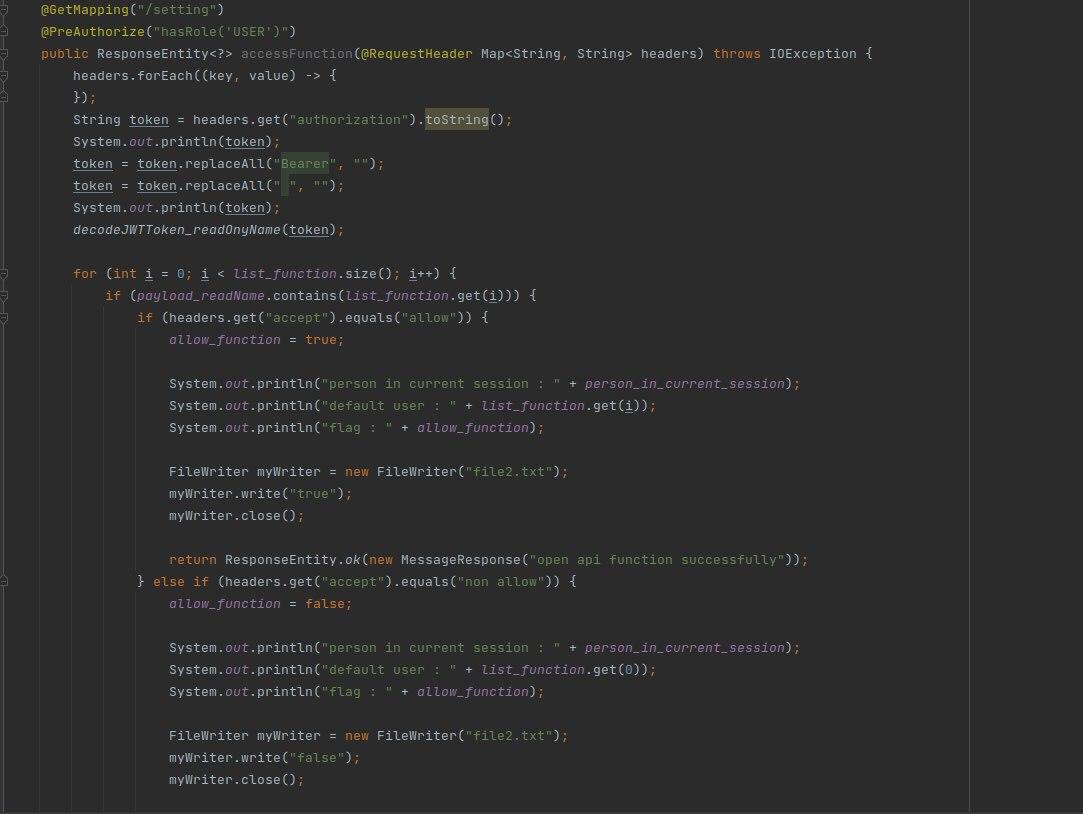 @GetMapping("/setting")
@PreAuthorize("hasRole('USER')")
public ResponseEntity<?> accessFunction(@RequestHeader Map<String, String> headers) throws IOException {
headers.forEach((key, value) -> {
});
String token = headers.get("authorization").toString();
System.out.println(token);
token = token.replaceAll("Bearer", "");
token = token.replaceAll(" ", "");
System.out.println(token);
decodeJWTToken_readOnyName(token);
for (int i = 0; i < list_function.size(); i++) {
if (payload_readName.contains(list_function.get(i))) {
if (headers.get("accept").equals("allow")) {
allow_function = true;
System.out.println("person in current session : " + person_in_current_session);
System.out.println("default user : " + list_function.get(i));
System.out.println("flag : " + allow_function);
FileWriter myWriter = new FileWriter("file2.txt");
myWriter.write("true");
myWriter.close();
return ResponseEntity.ok(new MessageResponse("open api function successfully"));
} else if (headers.get("accept").equals("non allow")) {
allow_function = false;
System.out.println("person in current session : " + person_in_current_session);
System.out.println("default user : " + list_function.get(0));
System.out.println("flag : " + allow_function);
FileWriter myWriter = new FileWriter("file2.txt");
myWriter.write("false");
myWriter.close();